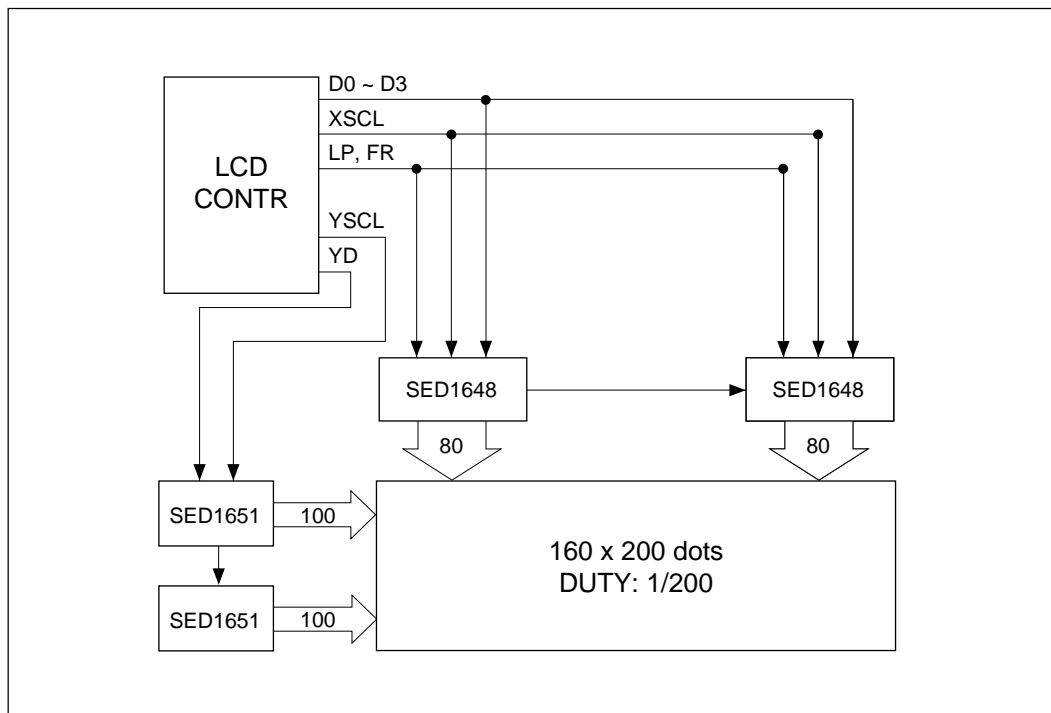 D0 ~ D3
XSCL
LP, FR
LCD
CONTR
YSCL
YD
SED1648
SED1648
80
80
SED1651
100
160 x 200 dots
DUTY: 1/200
SED1651
100